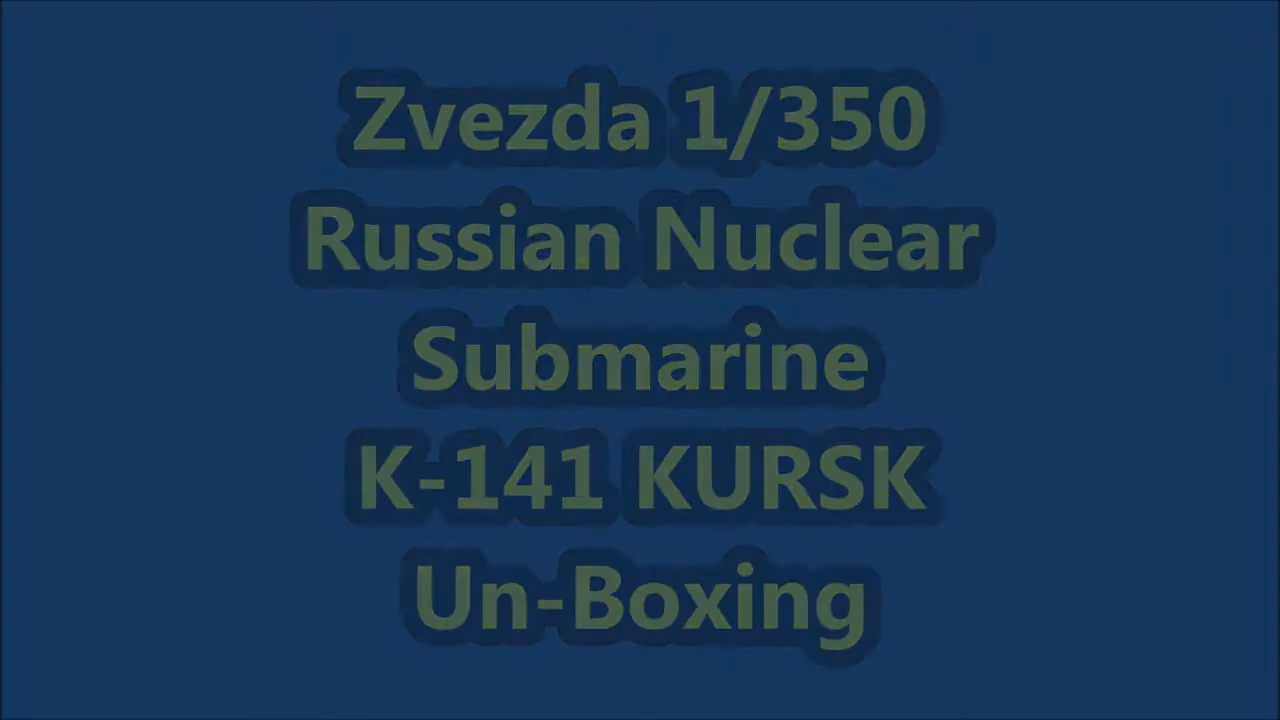 Zvezda 1/350
Russian Nuclear
Submarine
K-141 KURSK
Un-Boxing